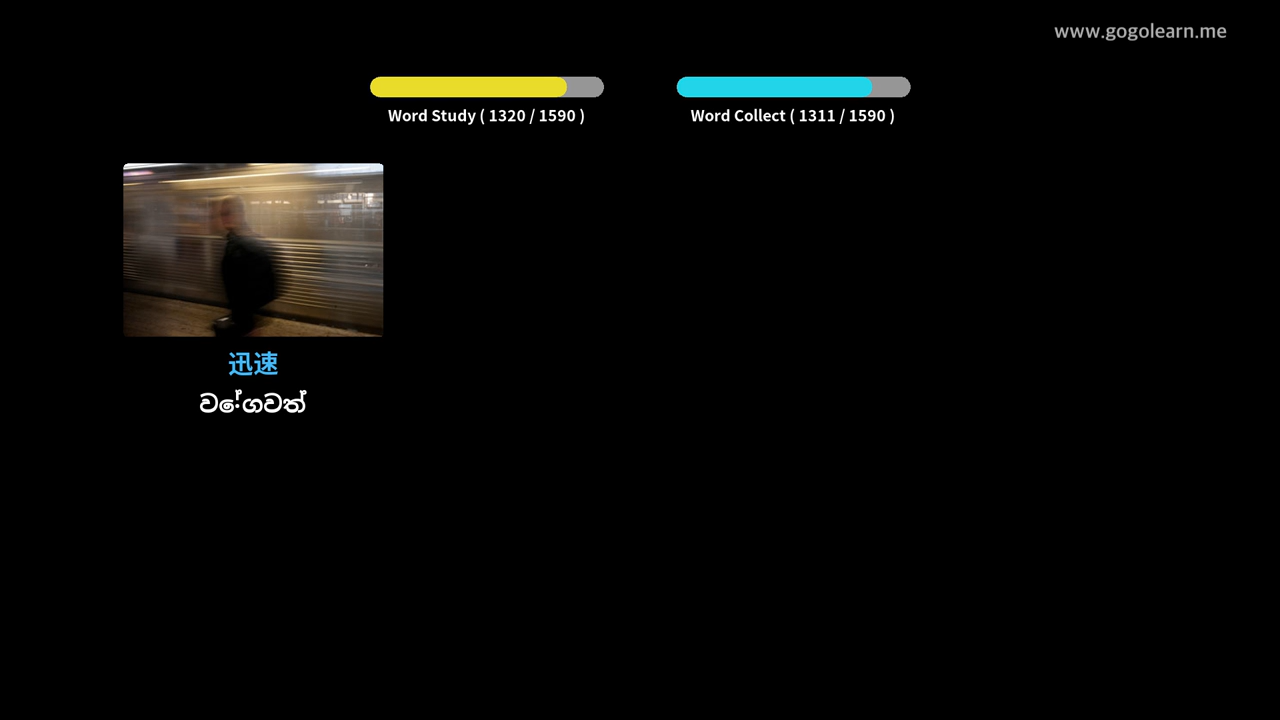 www.gogolearn.me
Word Study ( 1320 / 1590 )
Word Collect ( 1311 / 1590 )
迅速
වේගවත්